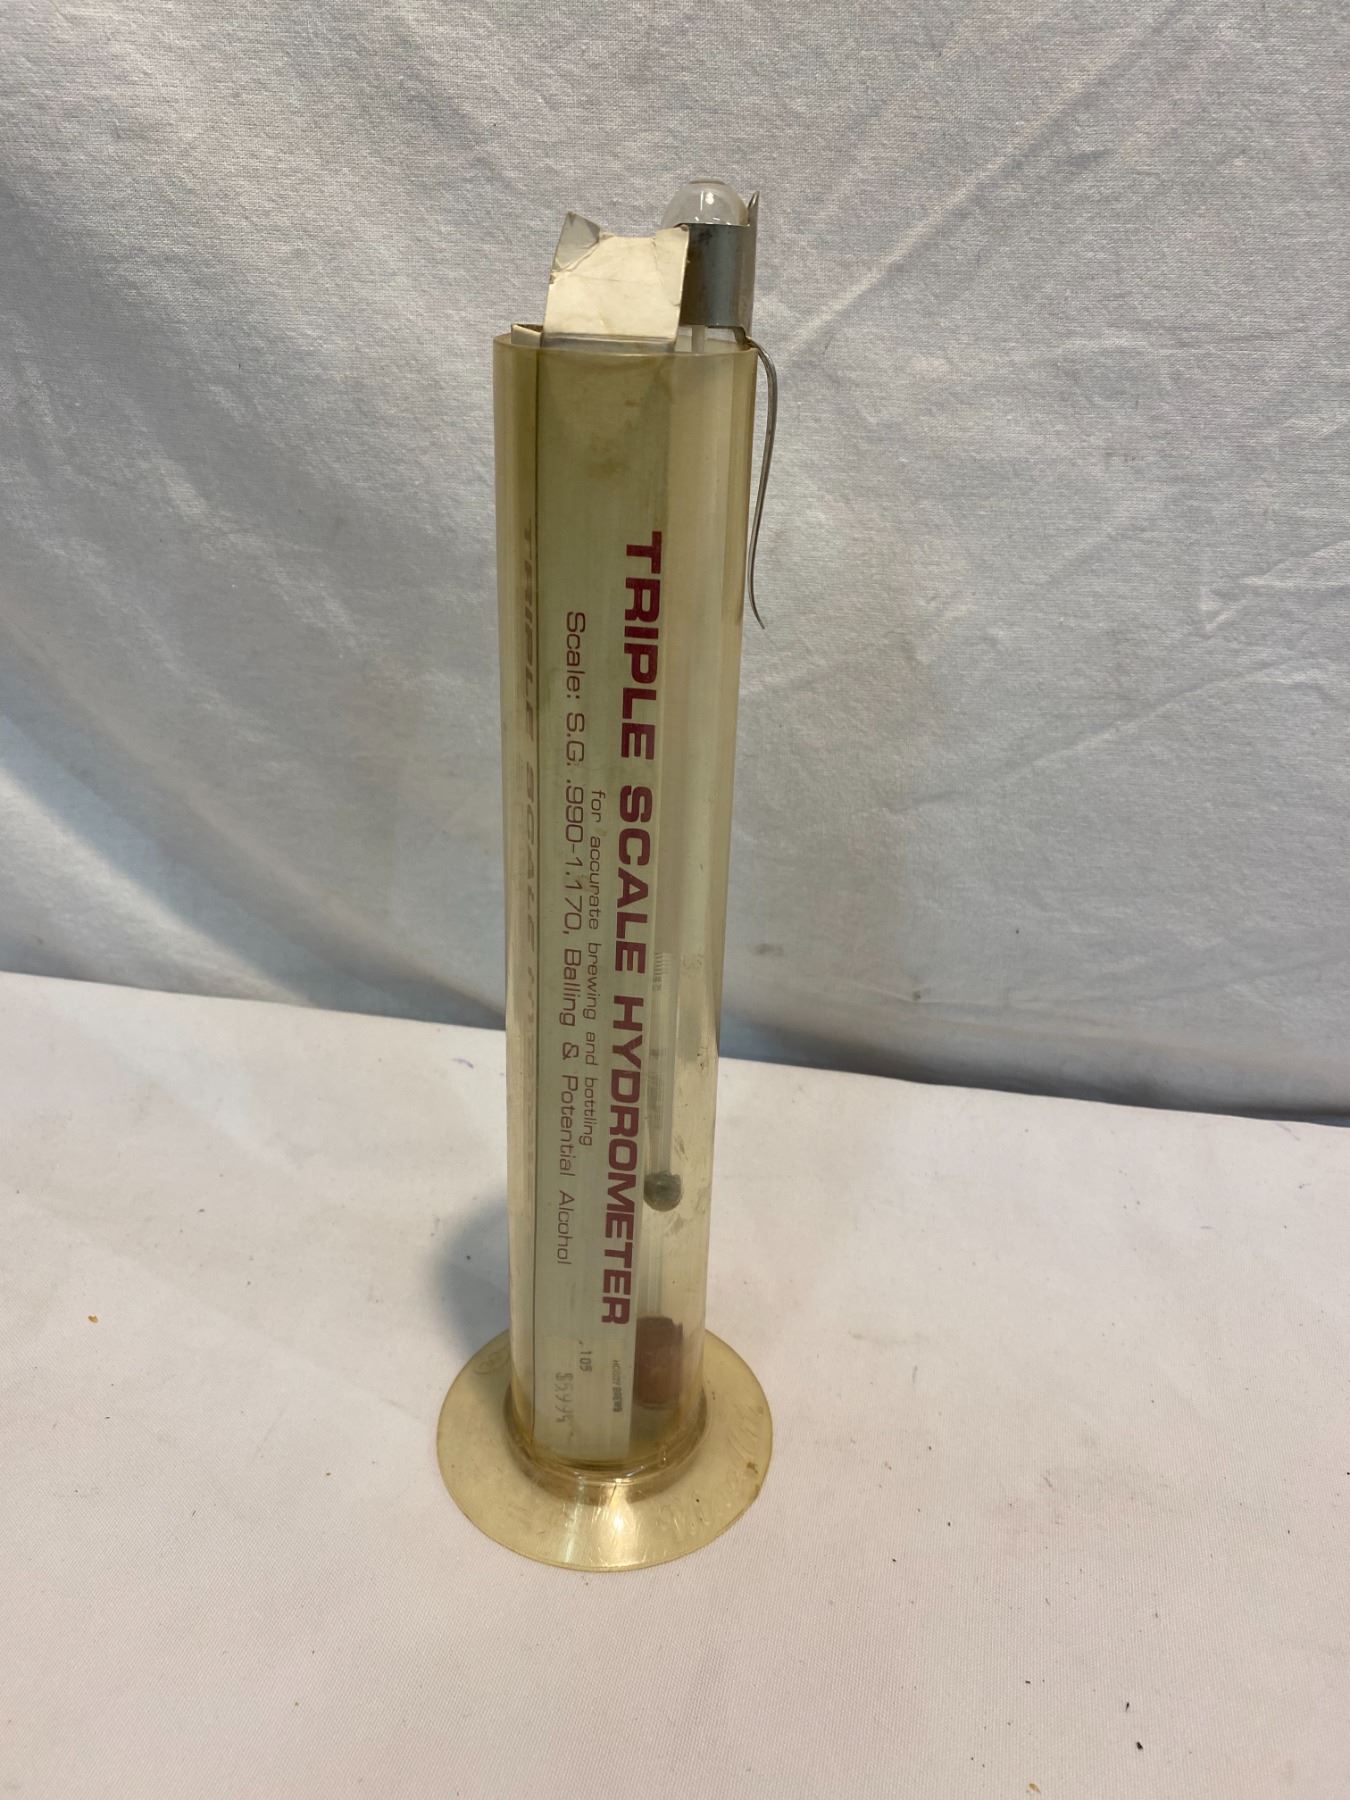 TRIPLE SCALE HYDROMETER
for accurate brewing and bottling
Scale: S.G. .990-1.170, Balling & Potential Alcohol